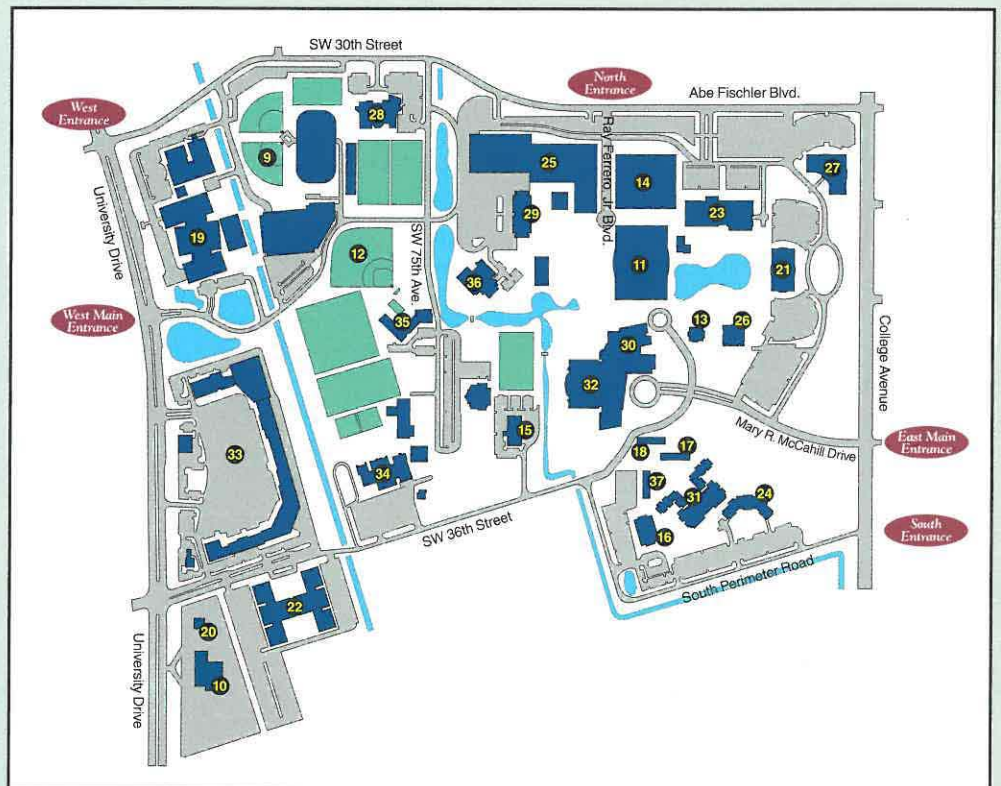 SW 30th Street
North
Entrance
Abe Fischler Blvd.
West
Entrance
28
9
25
14
27
Ray Ferrero Jr. Blvd.
University Drive
29
23
19
12
SW 75th Ave.
11
21
36
West Main
Entrance
35
13
26
30
College Avenue
32
Mary R. McCahill Drive
15
East Main
Entrance
18
17
33
34
37
31
24
SW 36th Street
16
South
Entrance
South Perimeter Road
22
20
University Drive
10